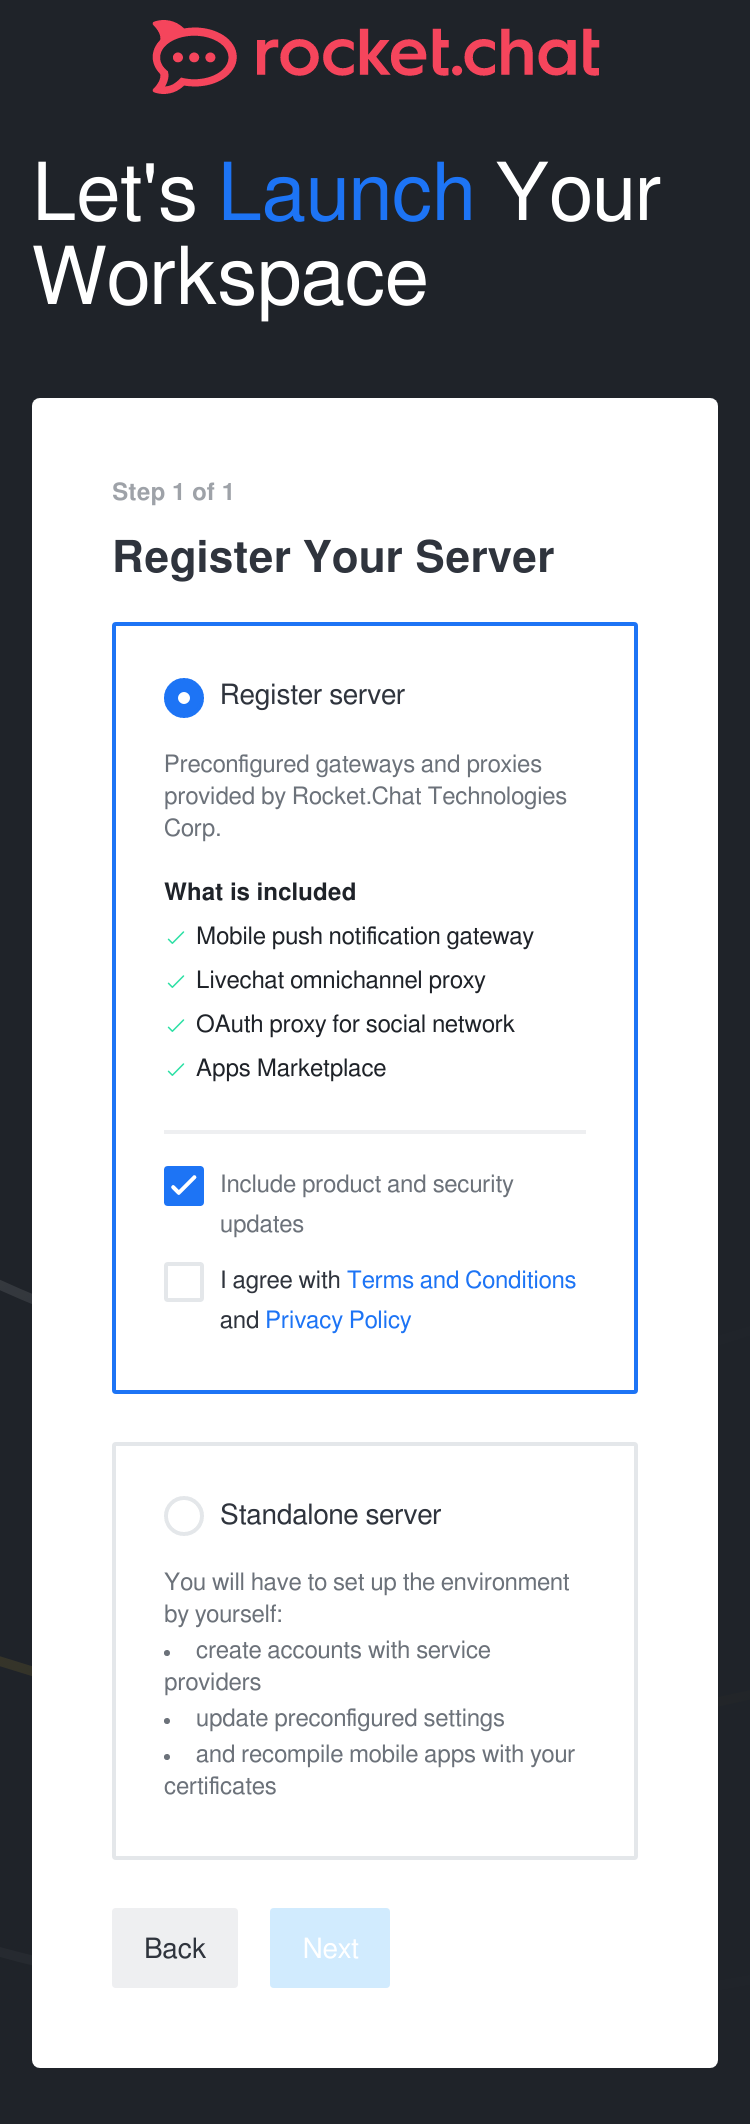 rocket.chat
Let's Launch Your
Workspace
Step 1 of 1
Register Your Server
Register server
Preconfigured gateways and proxies
provided by Rocket.Chat Technologies
Corp.
What is included
Mobile push notification gateway
Livechat omnichannel proxy
OAuth proxy for social network
Apps Marketplace
Include product and security
updates
I agree with Terms and Conditions
and Privacy Policy
Standalone server
You will have to set up the environment
by yourself:
• create accounts with service
providers
• update preconfigured settings
• and recompile mobile apps with your
certificates
Back Next